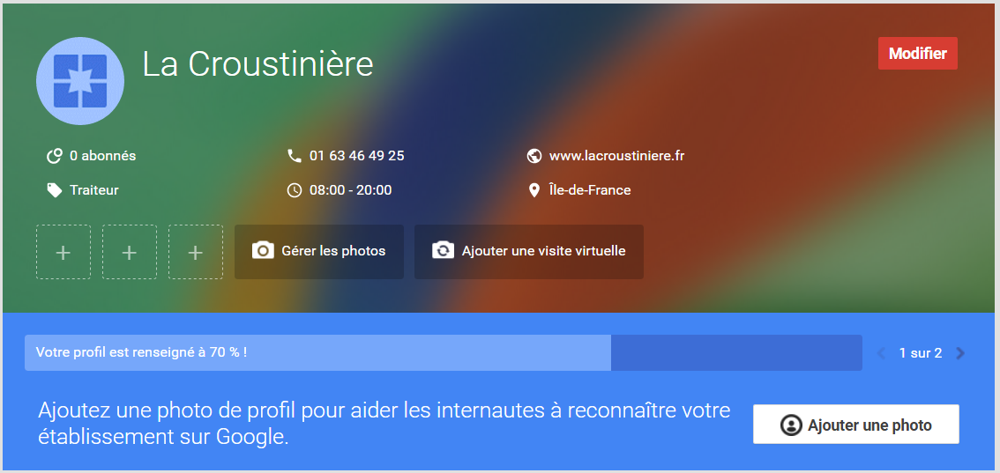 La Croustinière
Modifier
0 abonnés
01 63 46 49 25
www.lacroustiniere.fr
Traiteur
08:00 - 20:00
Île-de-France
+ + +
Gérer les photos
Ajouter une visite virtuelle
Votre profil est renseigné à 70 % !
1 sur 2
Ajoutez une photo de profil pour aider les internautes à reconnaître votre
établissement sur Google.
Ajouter une photo